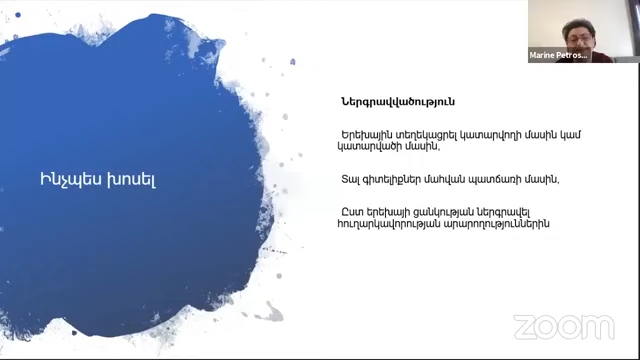 Marine Petros...
Ներգրավվածություն
Երեխային տեղեկացրել կատարվողի մասին կամ
կատարվածի մասին,
Ինչպես խոսել
Տալ գիտելիքներ մահվան պատճառի մասին,
Ըստ երեխայի ցանկության ներգրավել
հուղարկավորության արարողություններին
zoom